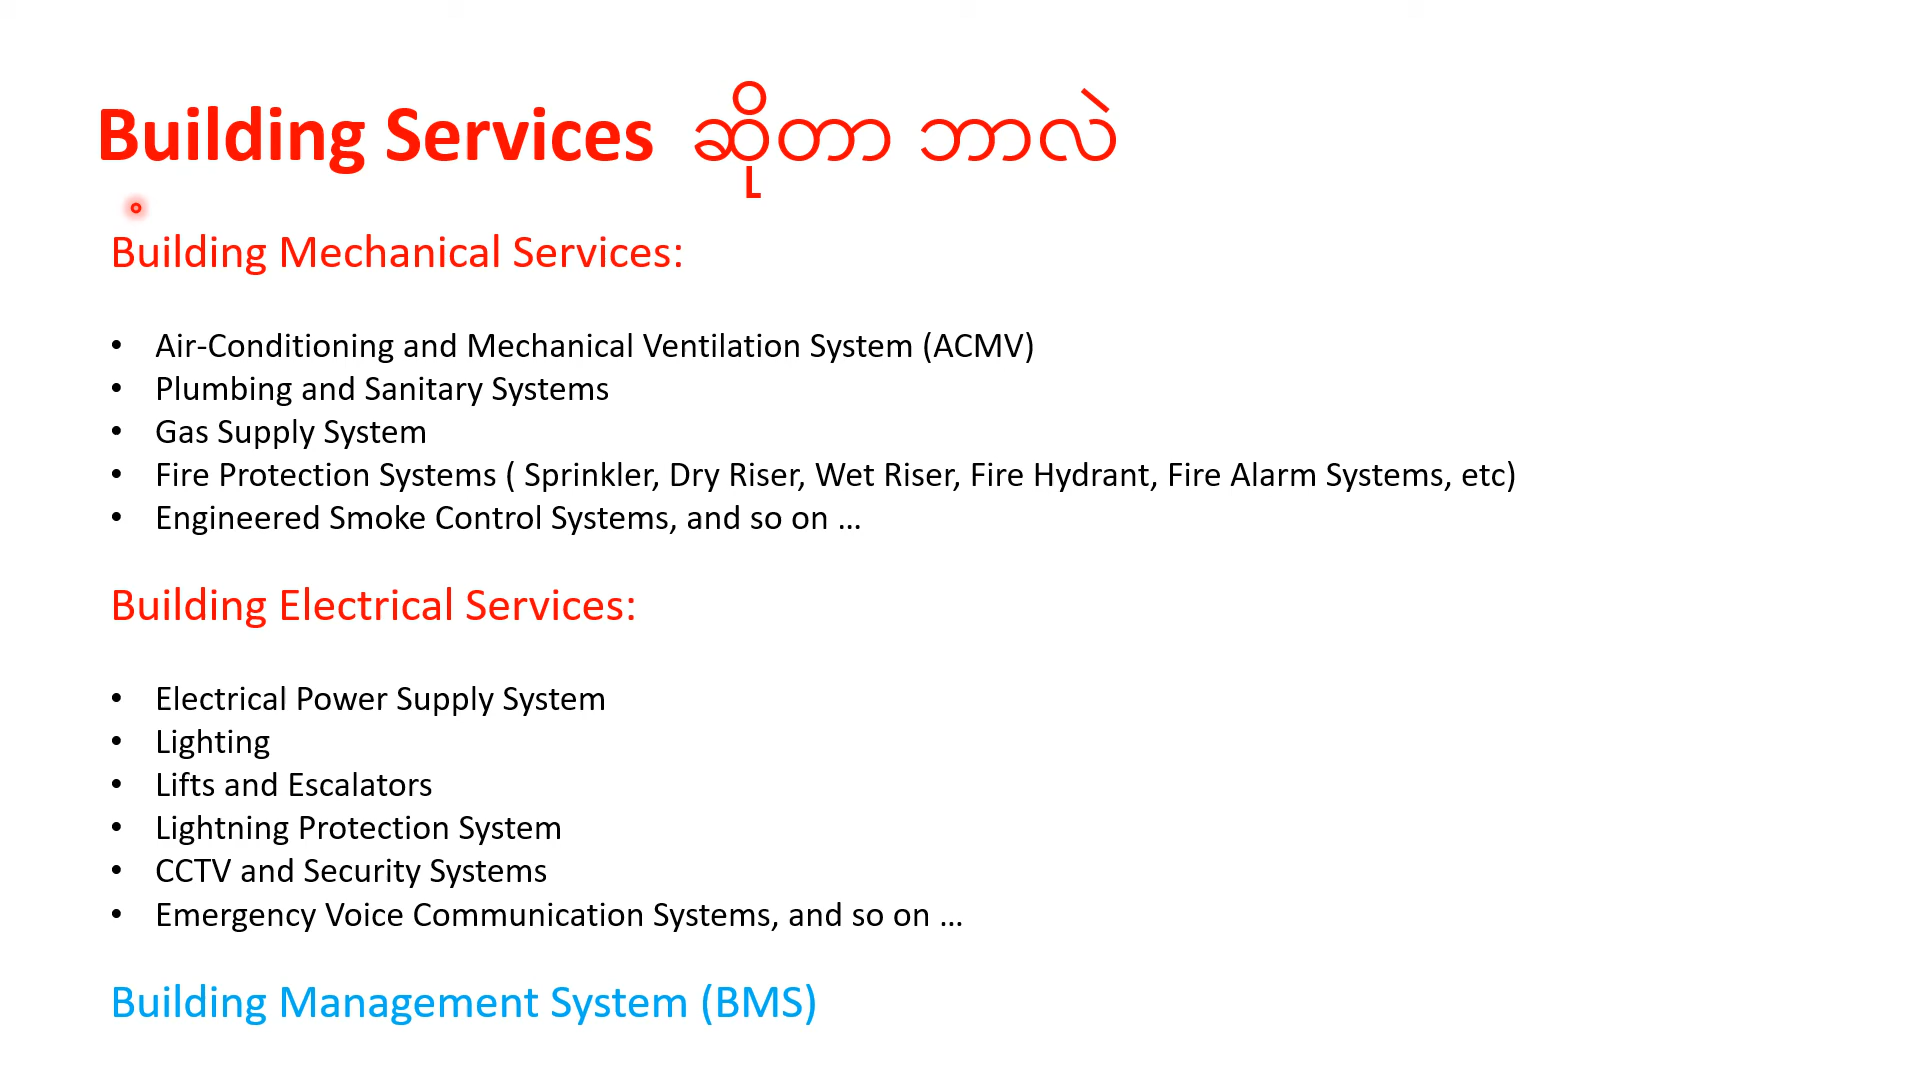 Building Services ဆိုတာ ဘာလဲ
Building Mechanical Services:
• Air-Conditioning and Mechanical Ventilation System (ACMV)
• Plumbing and Sanitary Systems
• Gas Supply System
• Fire Protection Systems ( Sprinkler, Dry Riser, Wet Riser, Fire Hydrant, Fire Alarm Systems, etc)
• Engineered Smoke Control Systems, and so on ...
Building Electrical Services:
• Electrical Power Supply System
• Lighting
• Lifts and Escalators
• Lightning Protection System
• CCTV and Security Systems
• Emergency Voice Communication Systems, and so on ...
Building Management System (BMS)